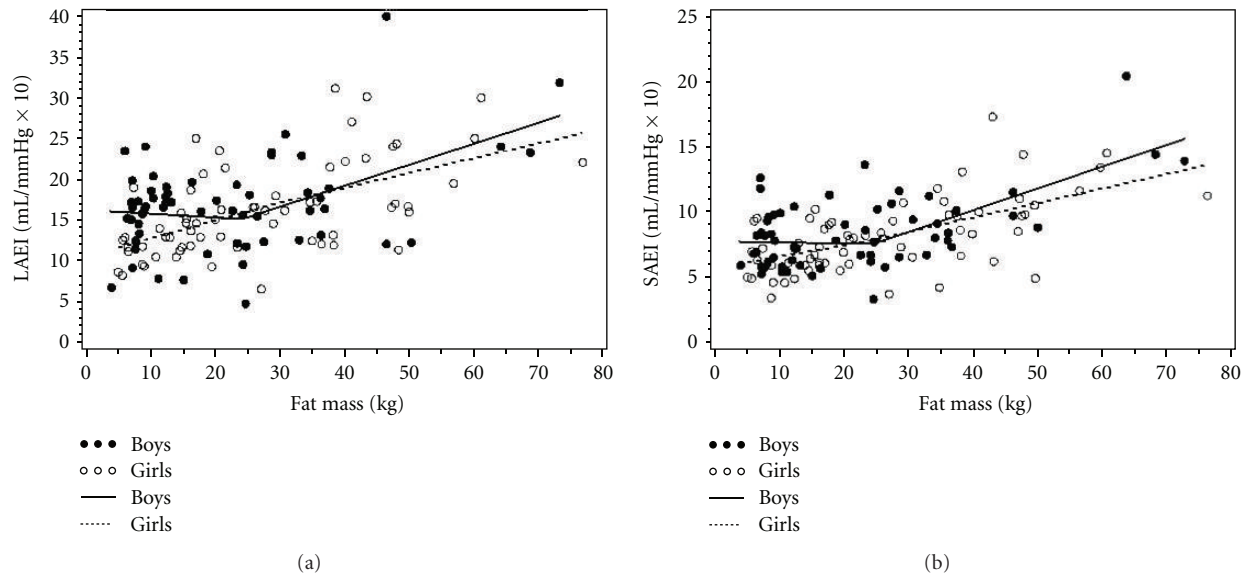 LAEI (mL/mmHg × 10)
40
35
30
25
20
15
10
5
0
0 10 20 30 40 50 60 70 80
Fat mass (kg)
Boys
Girls
Boys
Girls
(a)
SAEI (mL/mmHg × 10)
25
20
15
10
5
0
0 10 20 30 40 50 60 70 80
Fat mass (kg)
Boys
Girls
Boys
Girls
(b)